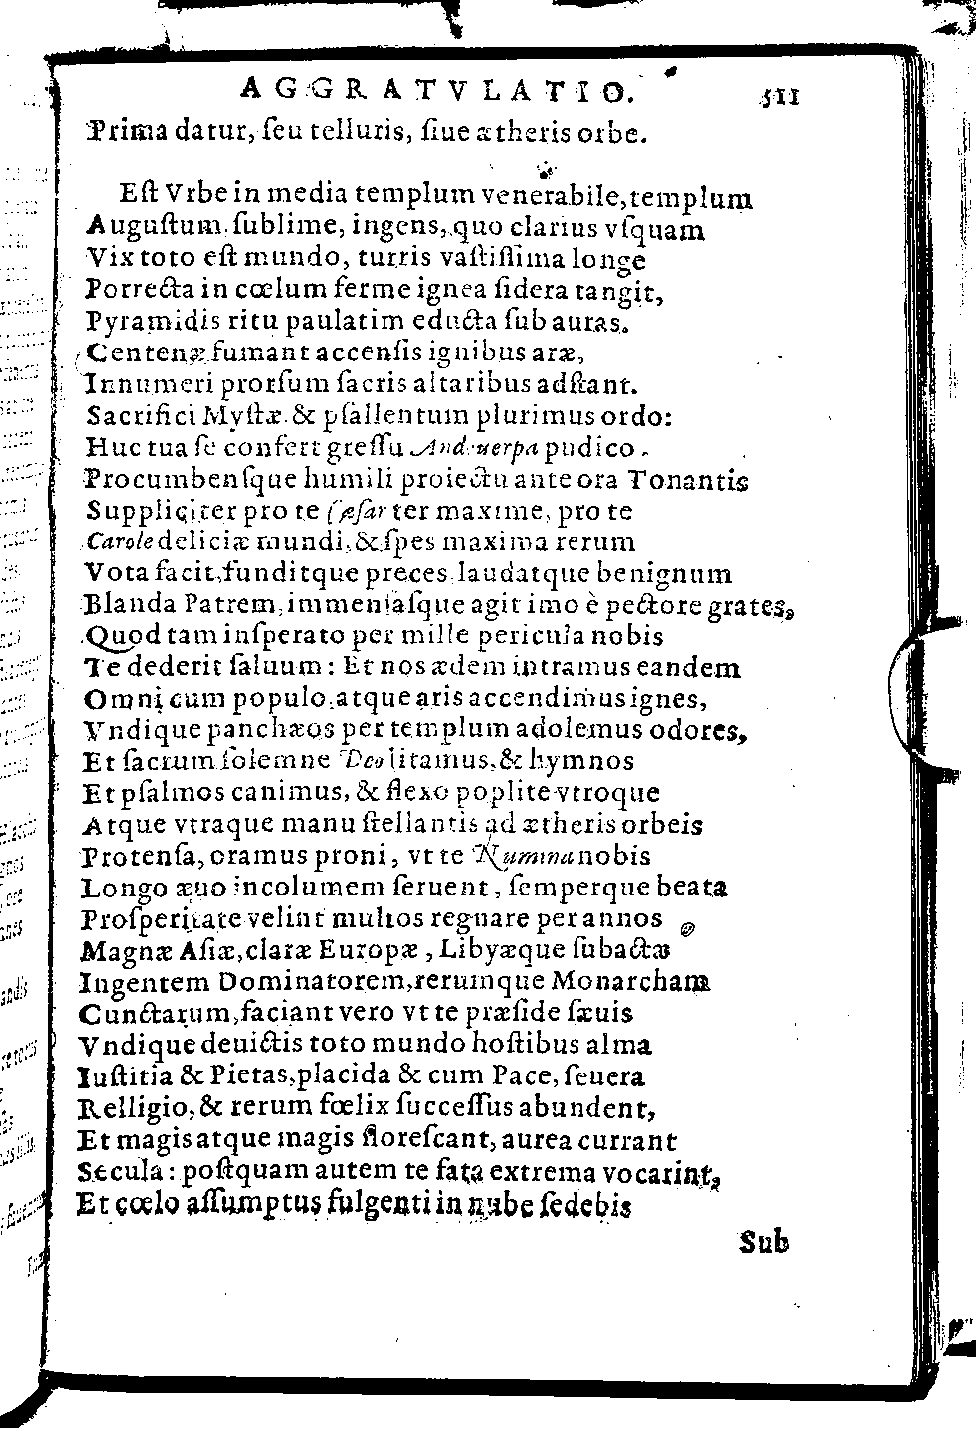 AGGRATVLATIO. 511
Prima datur, ſeu telluris, ſiue ætheris orbe.
Eſt Vrbe in media templum venerabile, templum
Auguſtum, ſublime, ingens, quo clarius vſquam
Vix toto eſt mundo, turris vaſtiſſima longe
Porrecta in cœlum ferme ignea ſidera tangit,
Pyramidis ritu paulatim educta ſub auras.
Centenæ fumant accenſis ignibus aræ,
Innumeri prorſum ſacris altaribus adſtant.
Sacrifici Myſtæ & pſallentum plurimus ordo:
Huc tua ſe confert greſſu Anduerpa pudico.
Procumbenſque humili proiectu ante ora Tonantis
Suppliciter pro te Cæſar ter maxime, pro te
Carole deliciæ mundi, & ſpes maxima rerum
Vota facit, funditque preces laudatque benignum
Blanda Patrem, immenſaſque agit imo è pectore grates,
Quod tam inſperato per mille pericula nobis
Te dederit ſaluum: Et nos ædem intramus eandem
Omni cum populo, atque aris accendimus ignes,
Vndique panchæos per templum adolemus odores,
Et ſacrum ſolemne Deo litamus, & hymnos
Et pſalmos canimus, & flexo poplite vtroque
Atque vtraque manu ſtellantis ad ætheris orbeis
Protenſa, oramus proni, vt te Numina nobis
Longo æuo incolumem ſeruent, ſemperque beata
Proſperitate velint multos regnare per annos
Magnæ Aſiæ, claræ Europæ, Libyæque ſubactæ
Ingentem Dominatorem, rerumque Monarcham
Cunctarum, faciant vero vt te præſide ſæuis
Vndique deuictis toto mundo hoſtibus alma
Iuſtitia & Pietas, placida & cum Pace, ſeuera
Relligio, & rerum fœlix ſucceſſus abundent,
Et magis atque magis floreſcant, aurea currant
Secula: poſtquam autem te fata extrema vocarint,
Et cœlo aſſumptus fulgenti in nube ſedebis
Sub